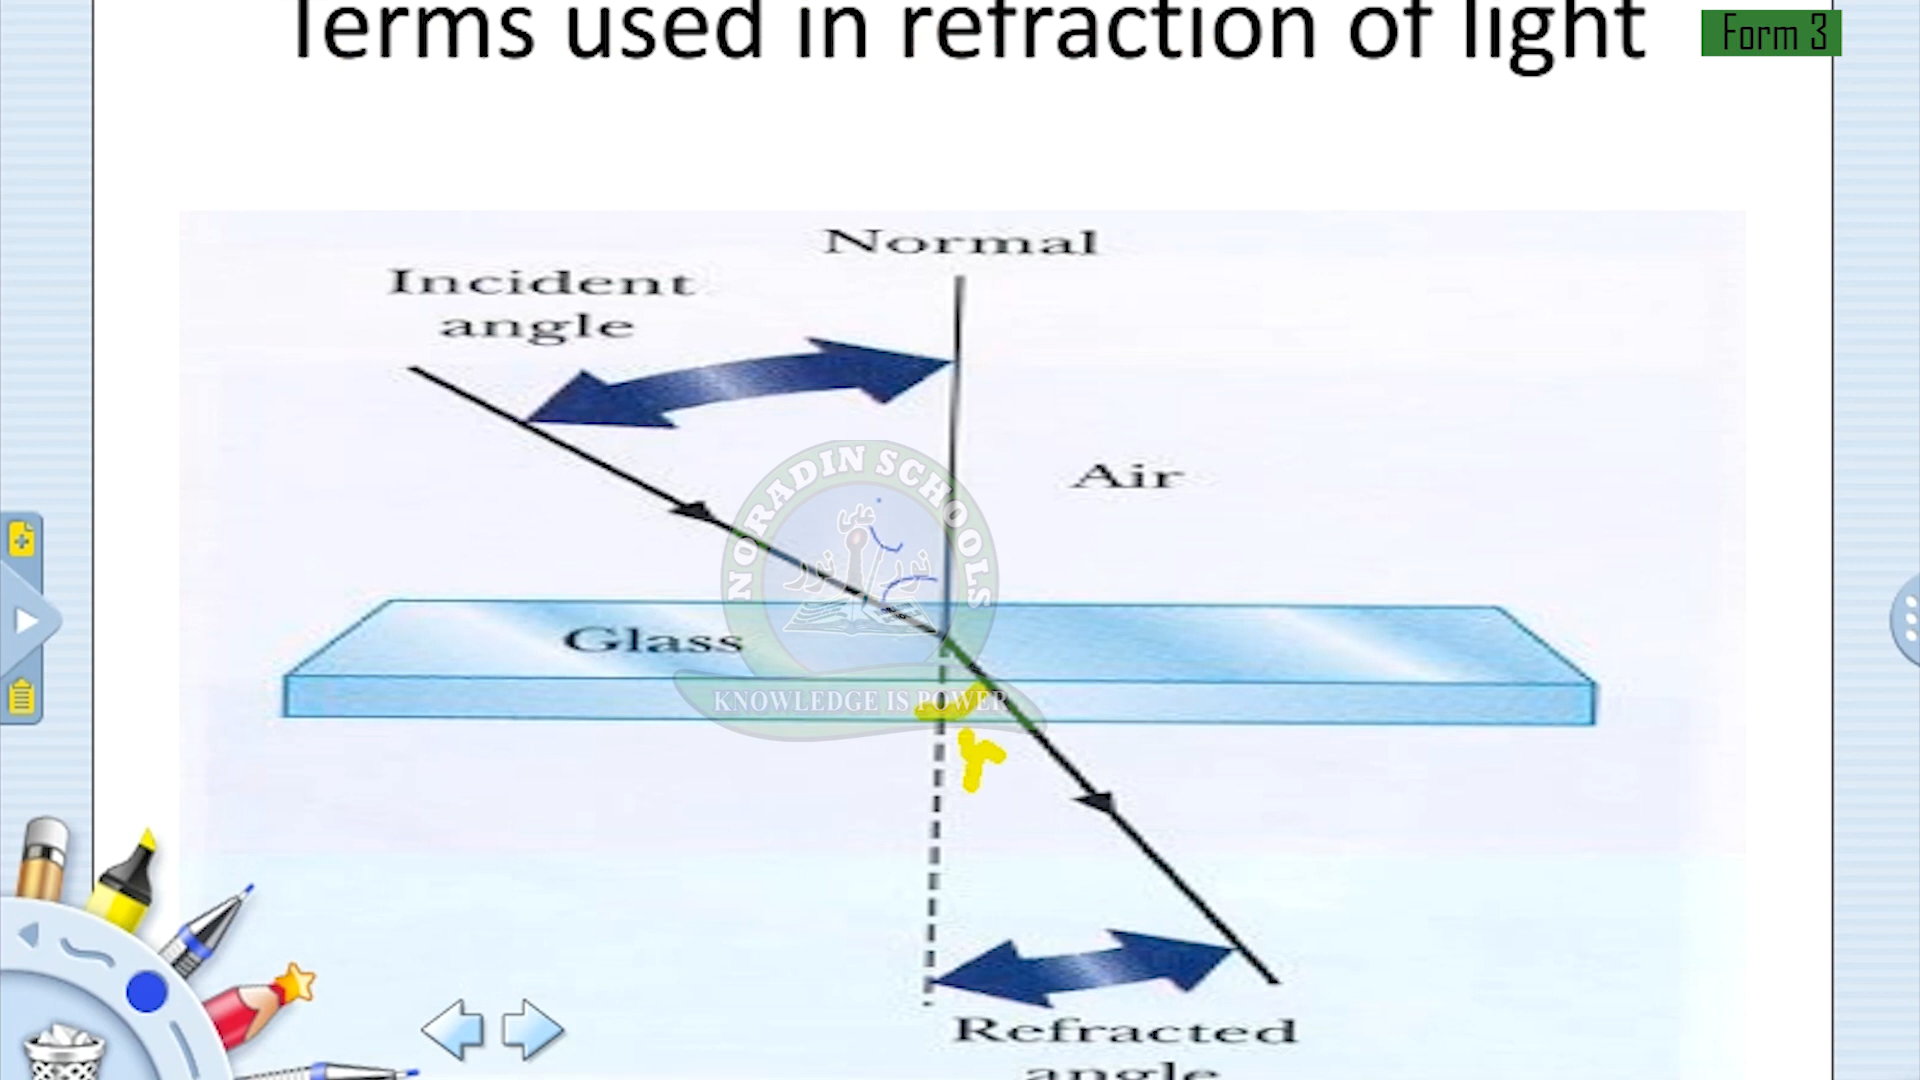 Terms used in refraction of light
Form 3
Normal
Incident
angle
Air
NORADIN SCHOOLS
Glass
KNOWLEDGE IS POWER
r
Refracted
angle